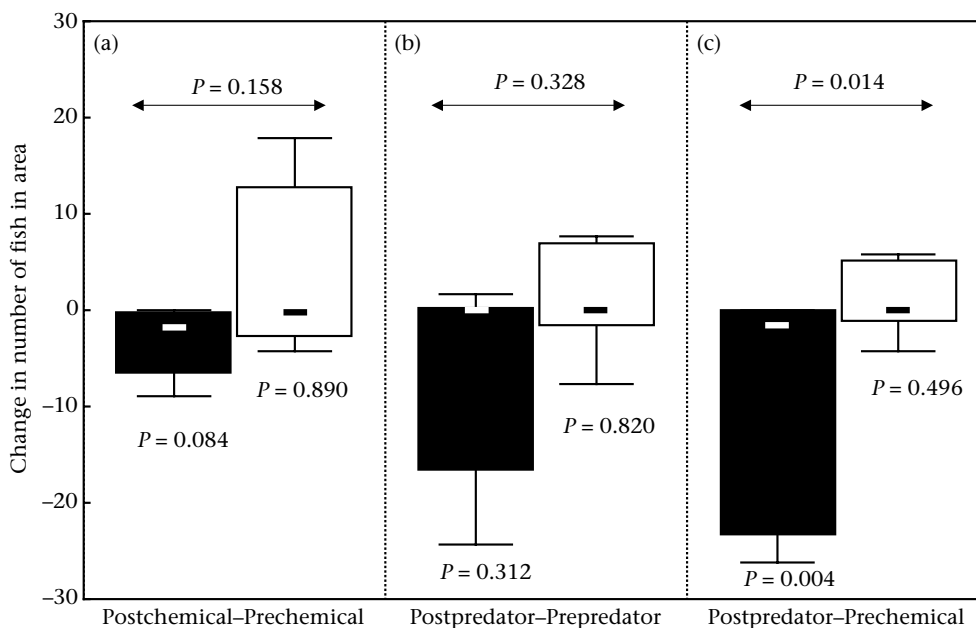 30
20
10
0
−10
−20
−30
Change in number of fish in area
(a)
P = 0.158
P = 0.890
P = 0.084
Postchemical–Prechemical
(b)
P = 0.328
P = 0.820
P = 0.312
Postpredator–Prepredator
(c)
P = 0.014
P = 0.496
P = 0.004
Postpredator–Prechemical